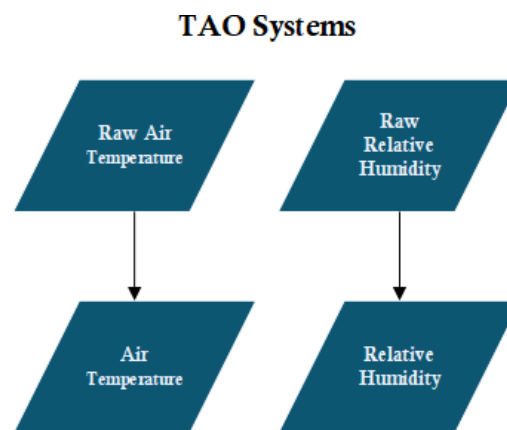 TAO Systems
Raw Air
Temperature
Raw
Relative
Humidity
Air
Temperature
Relative
Humidity